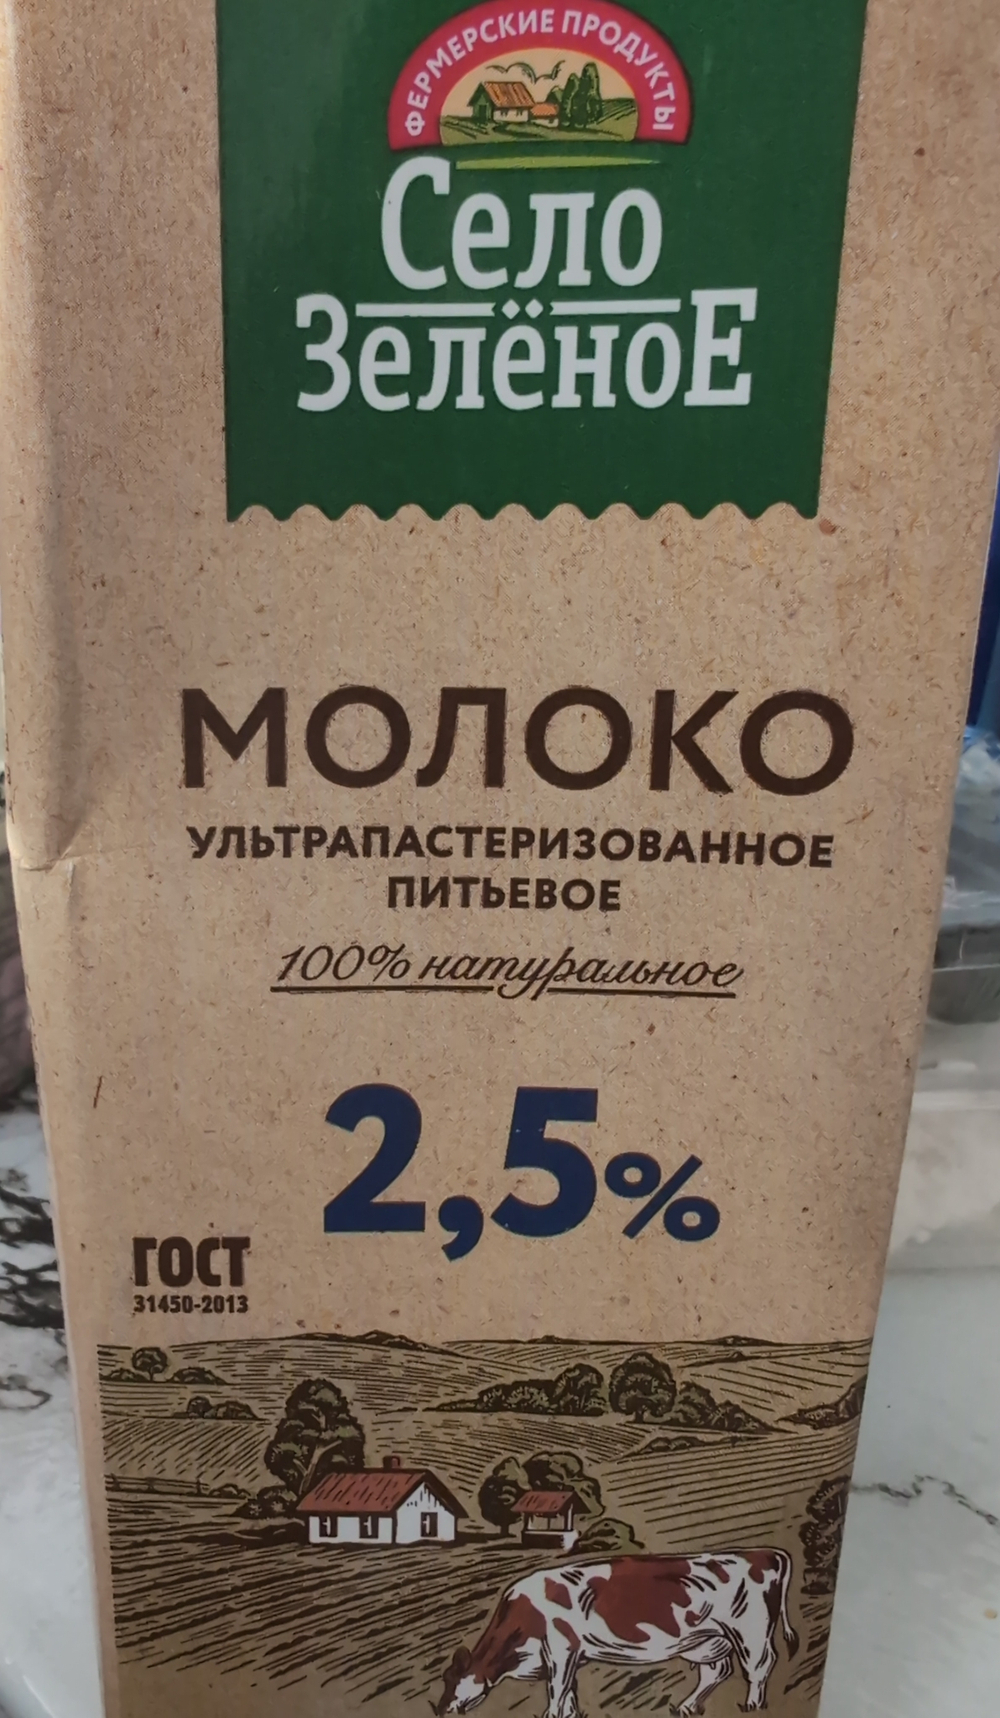 ФЕРМЕРСКИЕ ПРОДУКТЫ
Село
ЗелёноЕ
МОЛОКО
УЛЬТРАПАСТЕРИЗОВАННОЕ
ПИТЬЕВОЕ
100% натуральное
2,5%
ГОСТ
31450-2013